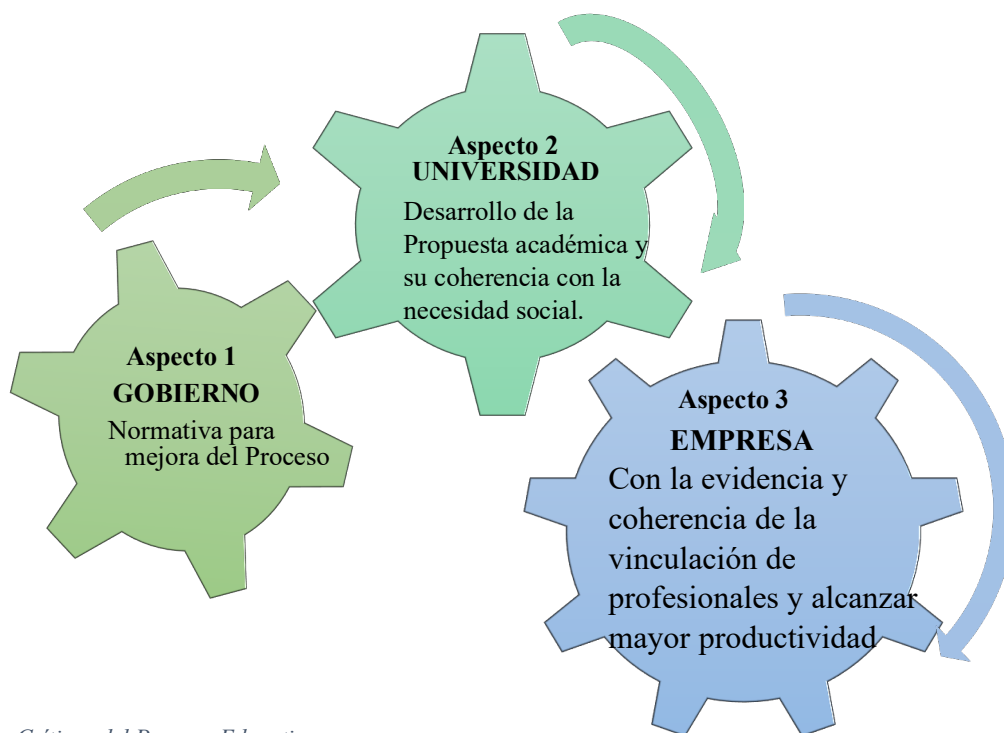 Aspecto 2
UNIVERSIDAD
Desarrollo de la
Propuesta académica y
su coherencia con la
necesidad social.
Aspecto 1
GOBIERNO
Normativa para
mejora del Proceso
Aspecto 3
EMPRESA
Con la evidencia y
coherencia de la
vinculación de
profesionales y alcanzar
mayor productividad